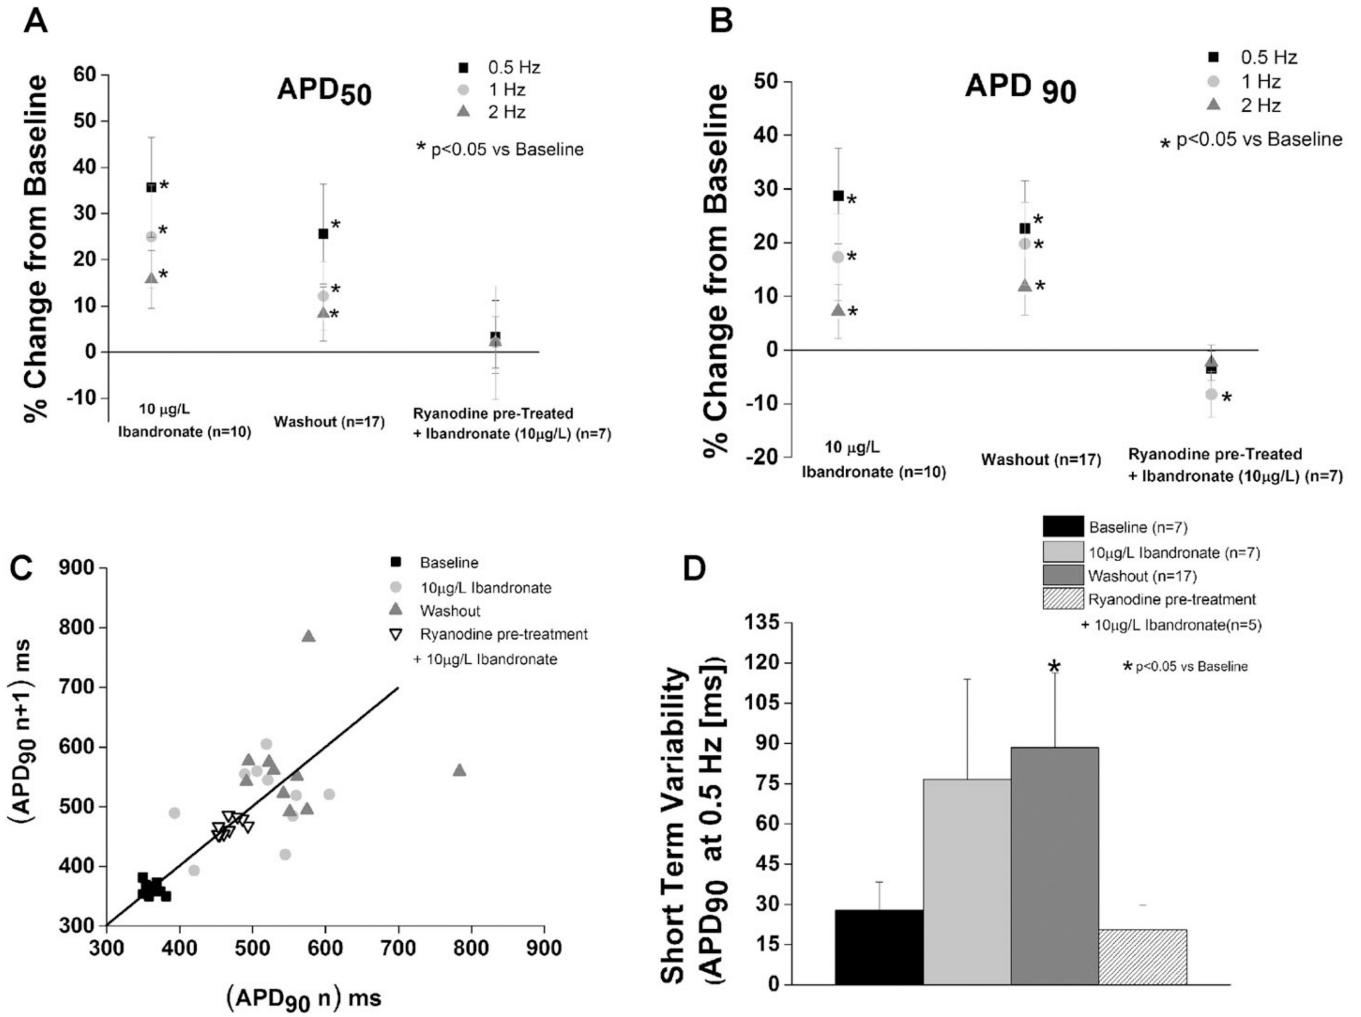 A
APD50
0.5 Hz
1 Hz
2 Hz
* p<0.05 vs Baseline
% Change from Baseline
60
50
40
30
20
10
0
-10
* 
*
*
*
*
*
10 µg/L
Ibandronate (n=10)
Washout (n=17)
Ryanodine pre-Treated
+ Ibandronate (10µg/L) (n=7)
B
APD 90
0.5 Hz
1 Hz
2 Hz
* p<0.05 vs Baseline
% Change from Baseline
50
40
30
20
10
0
-10
-20
*
*
*
*
*
*
*
10 µg/L
Ibandronate (n=10)
Washout (n=17)
Ryanodine pre-Treated
+ Ibandronate (10µg/L) (n=7)
C
Baseline
10µg/L Ibandronate
Washout
Ryanodine pre-treatment
+ 10µg/L Ibandronate
(APD90 n+1) ms
900
800
700
600
500
400
300
300 400 500 600 700 800 900
(APD90 n) ms
D
Baseline (n=7)
10µg/L Ibandronate (n=7)
Washout (n=17)
Ryanodine pre-treatment
+ 10µg/L Ibandronate(n=5)
* p<0.05 vs Baseline
*
Short Term Variability
(APD90 at 0.5 Hz [ms)
135
120
105
90
75
60
45
30
15
0